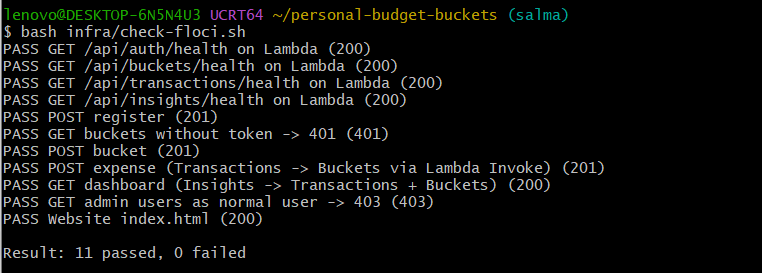 lenovo@DESKTOP-6N5N4U3 UCRT64 ~/personal-budget-buckets (salma)
$ bash infra/check-floci.sh
PASS GET /api/auth/health on Lambda (200)
PASS GET /api/buckets/health on Lambda (200)
PASS GET /api/transactions/health on Lambda (200)
PASS GET /api/insights/health on Lambda (200)
PASS POST register (201)
PASS GET buckets without token -> 401 (401)
PASS POST bucket (201)
PASS POST expense (Transactions -> Buckets via Lambda Invoke) (201)
PASS GET dashboard (Insights -> Transactions + Buckets) (200)
PASS GET admin users as normal user -> 403 (403)
PASS Website index.html (200)
Result: 11 passed, 0 failed